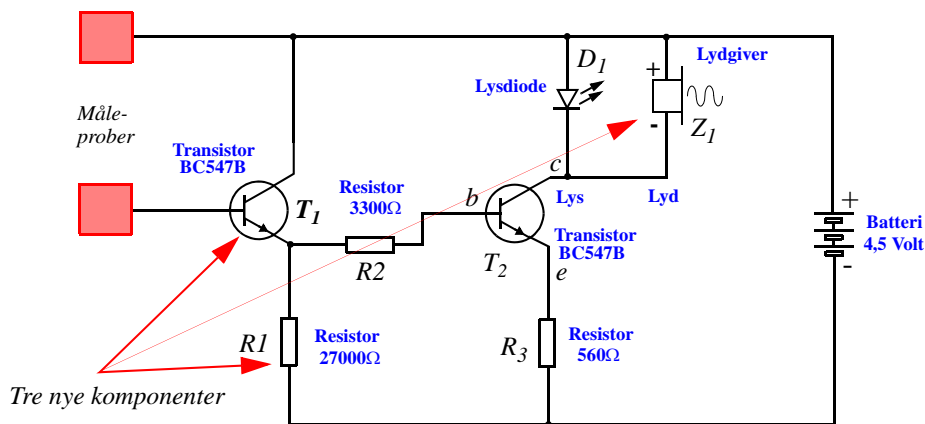 Lydgiver
D1
+
Lysdiode
Måle-
prober
-
Z1
Transistor
BC547B
c
Resistor
3300Ω
T1
b
Lys
Lyd
+
Batteri
4,5 Volt
-
Transistor
BC547B
R2
T2
e
R1
Resistor
27000Ω
R3
Resistor
560Ω
Tre nye komponenter